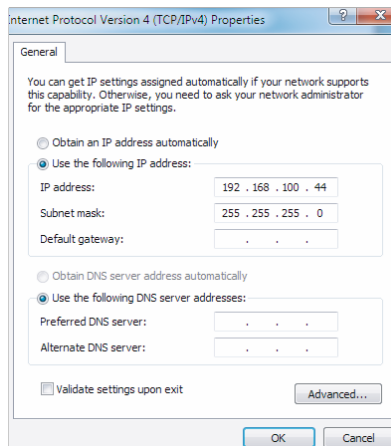 Internet Protocol Version 4 (TCP/IPv4) Properties
General
You can get IP settings assigned automatically if your network supports
this capability. Otherwise, you need to ask your network administrator
for the appropriate IP settings.
Obtain an IP address automatically
Use the following IP address:
IP address: 192 . 168 . 100 . 44
Subnet mask: 255 . 255 . 255 . 0
Default gateway: . . .
Obtain DNS server address automatically
Use the following DNS server addresses:
Preferred DNS server: . . .
Alternate DNS server: . . .
Validate settings upon exit
Advanced...
OK Cancel